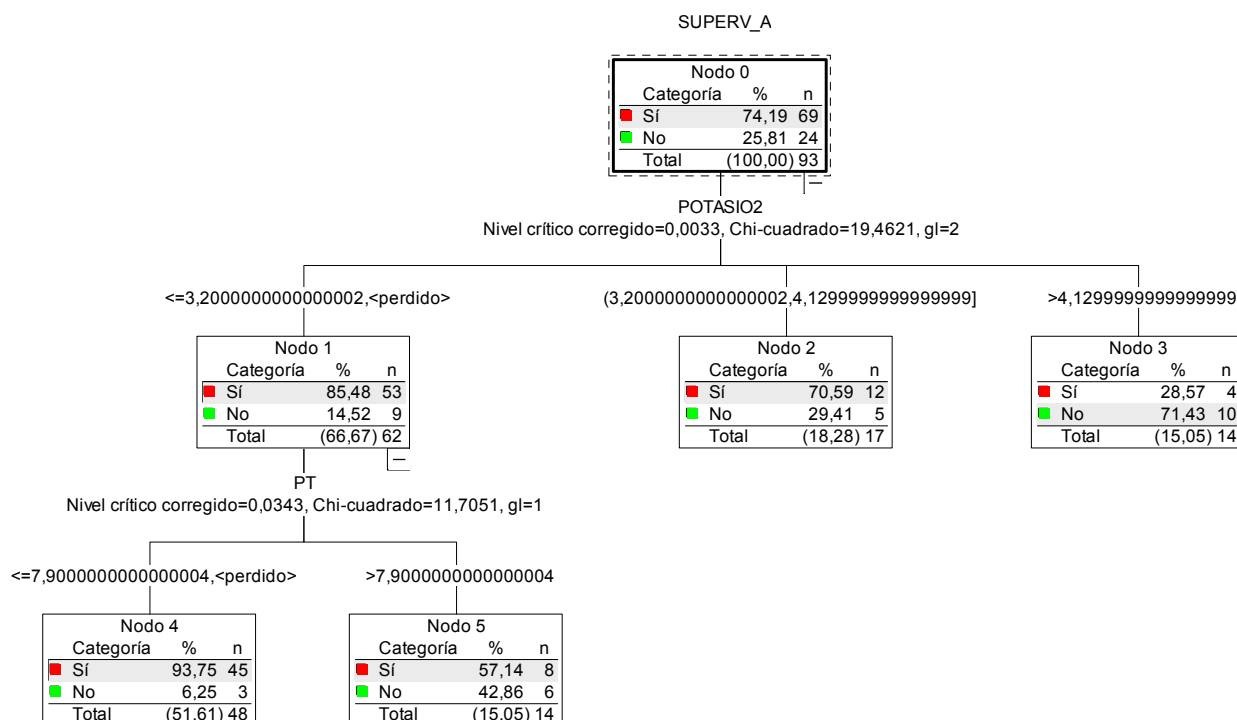 SUPERV_A
Nodo 0
Categoría % n
Sí 74,19 69
No 25,81 24
Total (100,00) 93
POTASIO2
Nivel crítico corregido=0,0033, Chi-cuadrado=19,4621, gl=2
<=3,2000000000000002,<perdido>
(3,2000000000000002,4,1299999999999999]
>4,1299999999999999
Nodo 1
Categoría % n
Sí 85,48 53
No 14,52 9
Total (66,67) 62
Nodo 2
Categoría % n
Sí 70,59 12
No 29,41 5
Total (18,28) 17
Nodo 3
Categoría % n
Sí 28,57 4
No 71,43 10
Total (15,05) 14
PT
Nivel crítico corregido=0,0343, Chi-cuadrado=11,7051, gl=1
<=7,9000000000000004,<perdido>
>7,9000000000000004
Nodo 4
Categoría % n
Sí 93,75 45
No 6,25 3
Total (51,61) 48
Nodo 5
Categoría % n
Sí 57,14 8
No 42,86 6
Total (15,05) 14